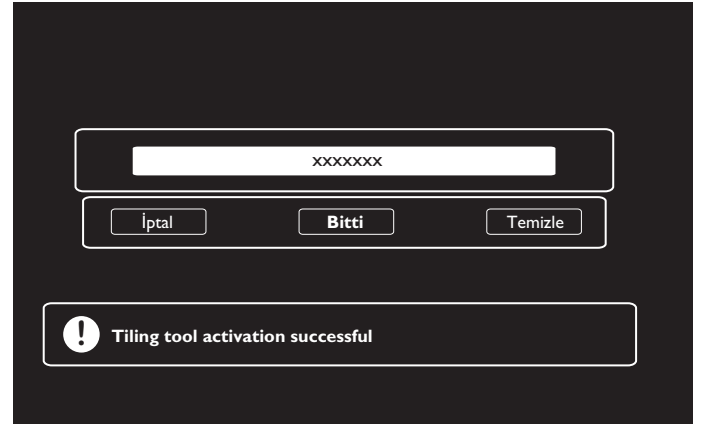 xxxxxxx
İptal Bitti Temizle
! Tiling tool activation successful